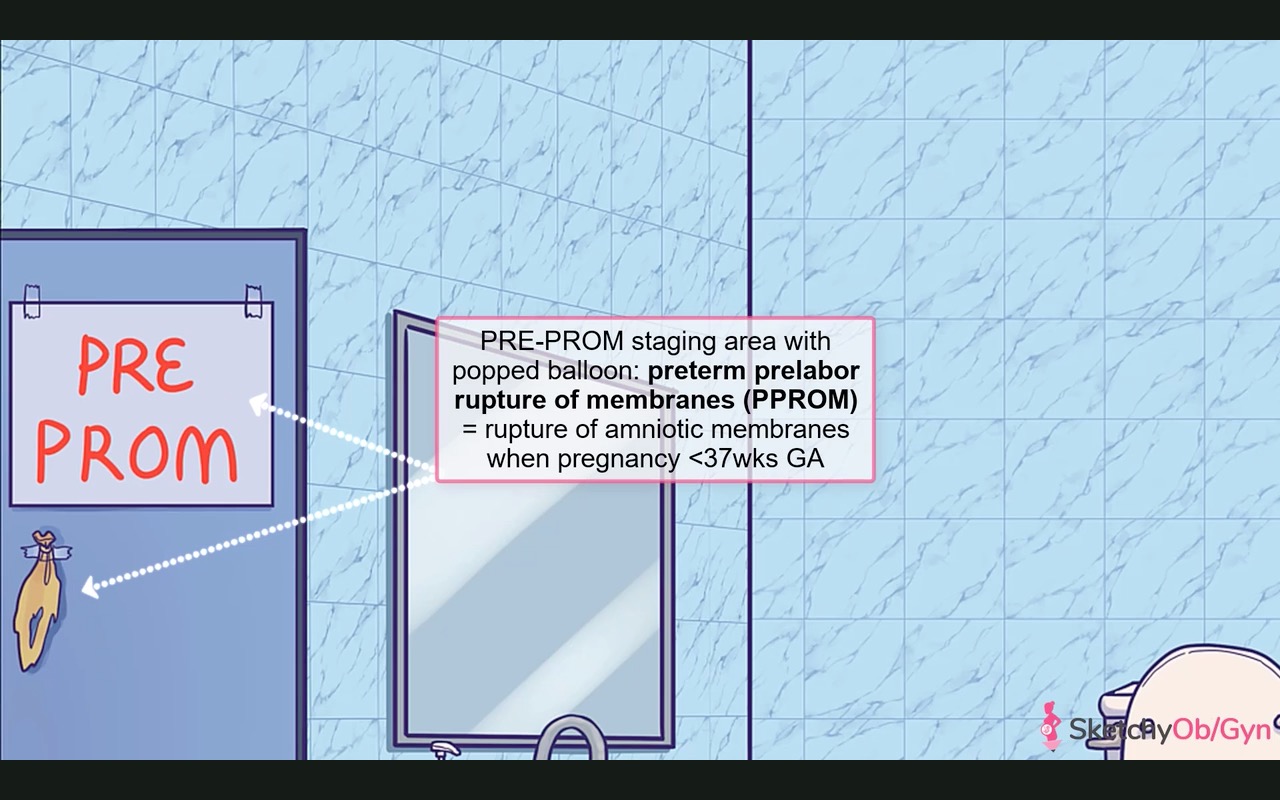 PRE
PROM
PRE-PROM staging area with
popped balloon: preterm prelabor
rupture of membranes (PPROM)
= rupture of amniotic membranes
when pregnancy <37wks GA
SketchyOb/Gyn